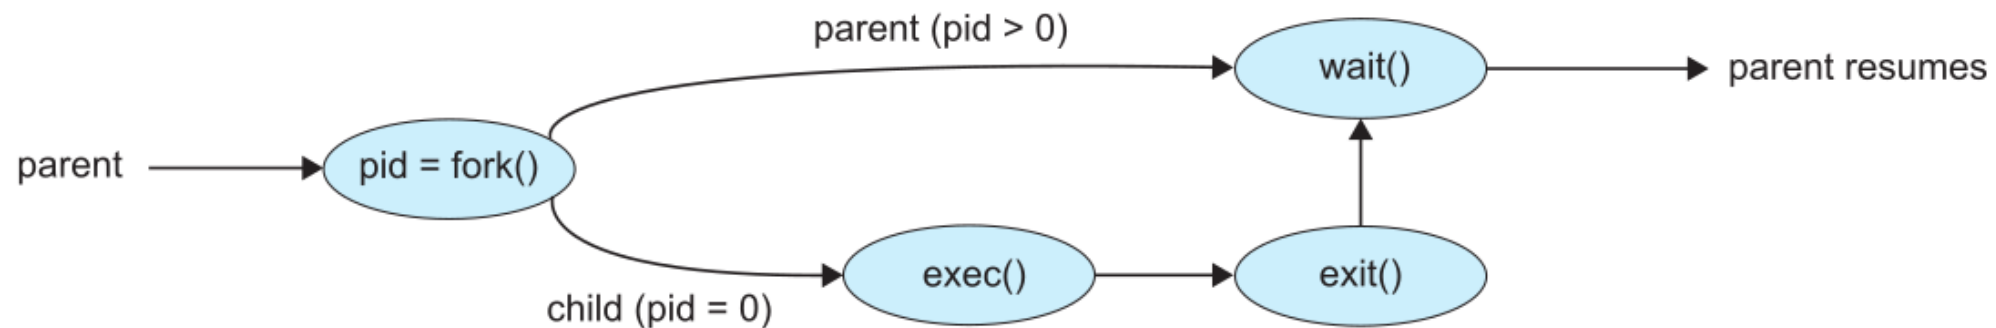 parent (pid > 0)
wait()
parent resumes
parent
pid = fork()
exec()
exit()
child (pid = 0)